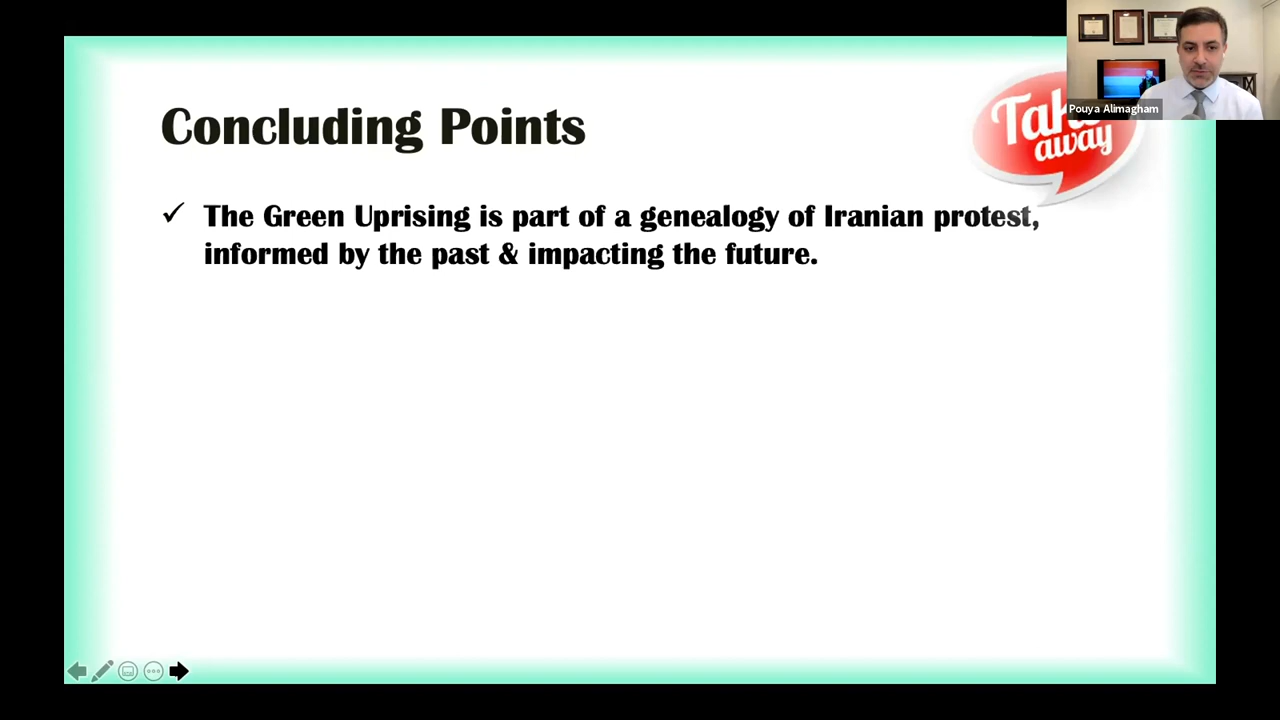 Concluding Points
Take
away
Pouya Alimagham
✓ The Green Uprising is part of a genealogy of Iranian protest,
informed by the past & impacting the future.